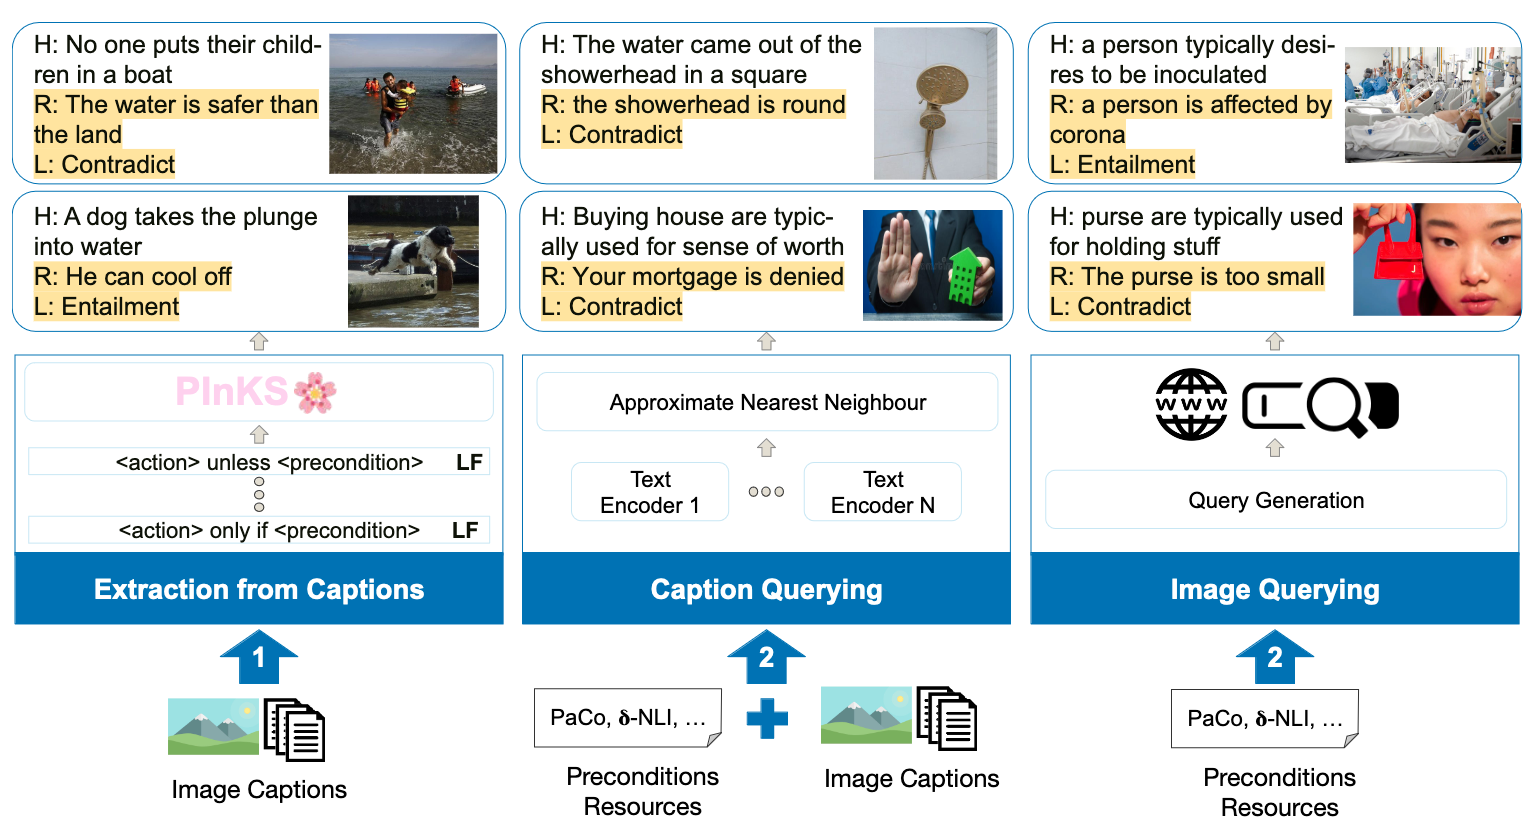 H: No one puts their child-
ren in a boat
R: The water is safer than
the land
L: Contradict
H: The water came out of the
showerhead in a square
R: the showerhead is round
L: Contradict
H: a person typically desi-
res to be inoculated
R: a person is affected by
corona
L: Entailment
H: A dog takes the plunge
into water
R: He can cool off
L: Entailment
H: Buying house are typic-
ally used for sense of worth
R: Your mortgage is denied
L: Contradict
H: purse are typically used
for holding stuff
R: The purse is too small
L: Contradict
PInKS
<action> unless <precondition> LF
<action> only if <precondition> LF
Extraction from Captions
1
Image Captions
Approximate Nearest Neighbour
Text
Encoder 1
Text
Encoder N
Caption Querying
2
PaCo, δ-NLI, ...
Preconditions
Resources
Image Captions
www
Query Generation
Image Querying
2
PaCo, δ-NLI, ...
Preconditions
Resources